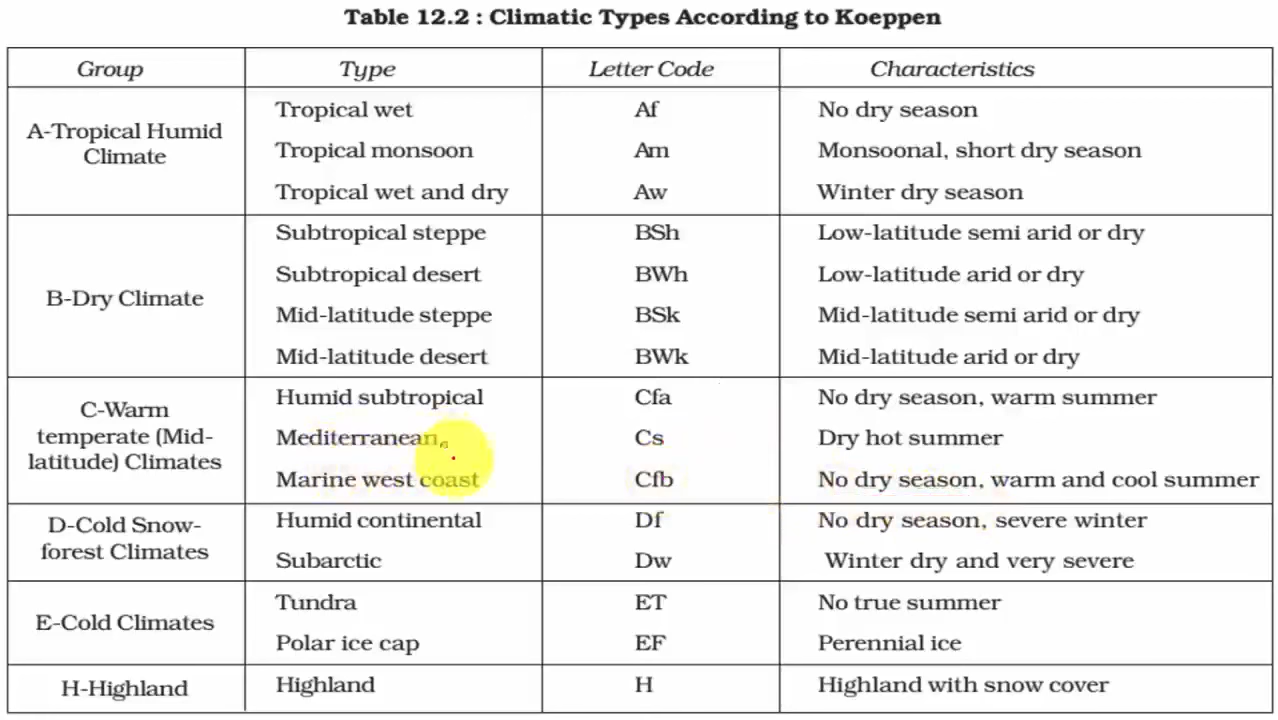 Table 12.2 : Climatic Types According to Koeppen
Group Type Letter Code Characteristics
A-Tropical Humid
Climate
Tropical wet Af No dry season
Tropical monsoon Am Monsoonal, short dry season
Tropical wet and dry Aw Winter dry season
B-Dry Climate
Subtropical steppe BSh Low-latitude semi arid or dry
Subtropical desert BWh Low-latitude arid or dry
Mid-latitude steppe BSk Mid-latitude semi arid or dry
Mid-latitude desert BWk Mid-latitude arid or dry
C-Warm
temperate (Mid-
latitude) Climates
Humid subtropical Cfa No dry season, warm summer
Mediterranean Cs Dry hot summer
Marine west coast Cfb No dry season, warm and cool summer
D-Cold Snow-
forest Climates
Humid continental Df No dry season, severe winter
Subarctic Dw Winter dry and very severe
E-Cold Climates
Tundra ET No true summer
Polar ice cap EF Perennial ice
H-Highland Highland H Highland with snow cover